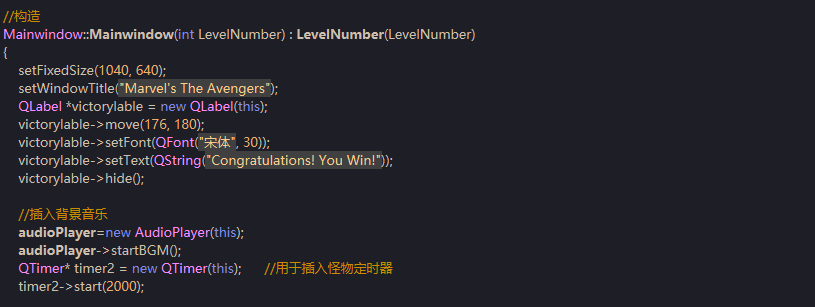 //构造
Mainwindow::Mainwindow(int LevelNumber) : LevelNumber(LevelNumber)
{
setFixedSize(1040, 640);
setWindowTitle("Marvel's The Avengers");
QLabel *victorylable = new QLabel(this);
victorylable->move(176, 180);
victorylable->setFont(QFont("宋体", 30));
victorylable->setText(QString("Congratulations! You Win!"));
victorylable->hide();
//插入背景音乐
audioPlayer=new AudioPlayer(this);
audioPlayer->startBGM();
QTimer* timer2 = new QTimer(this); //用于插入怪物定时器
timer2->start(2000);